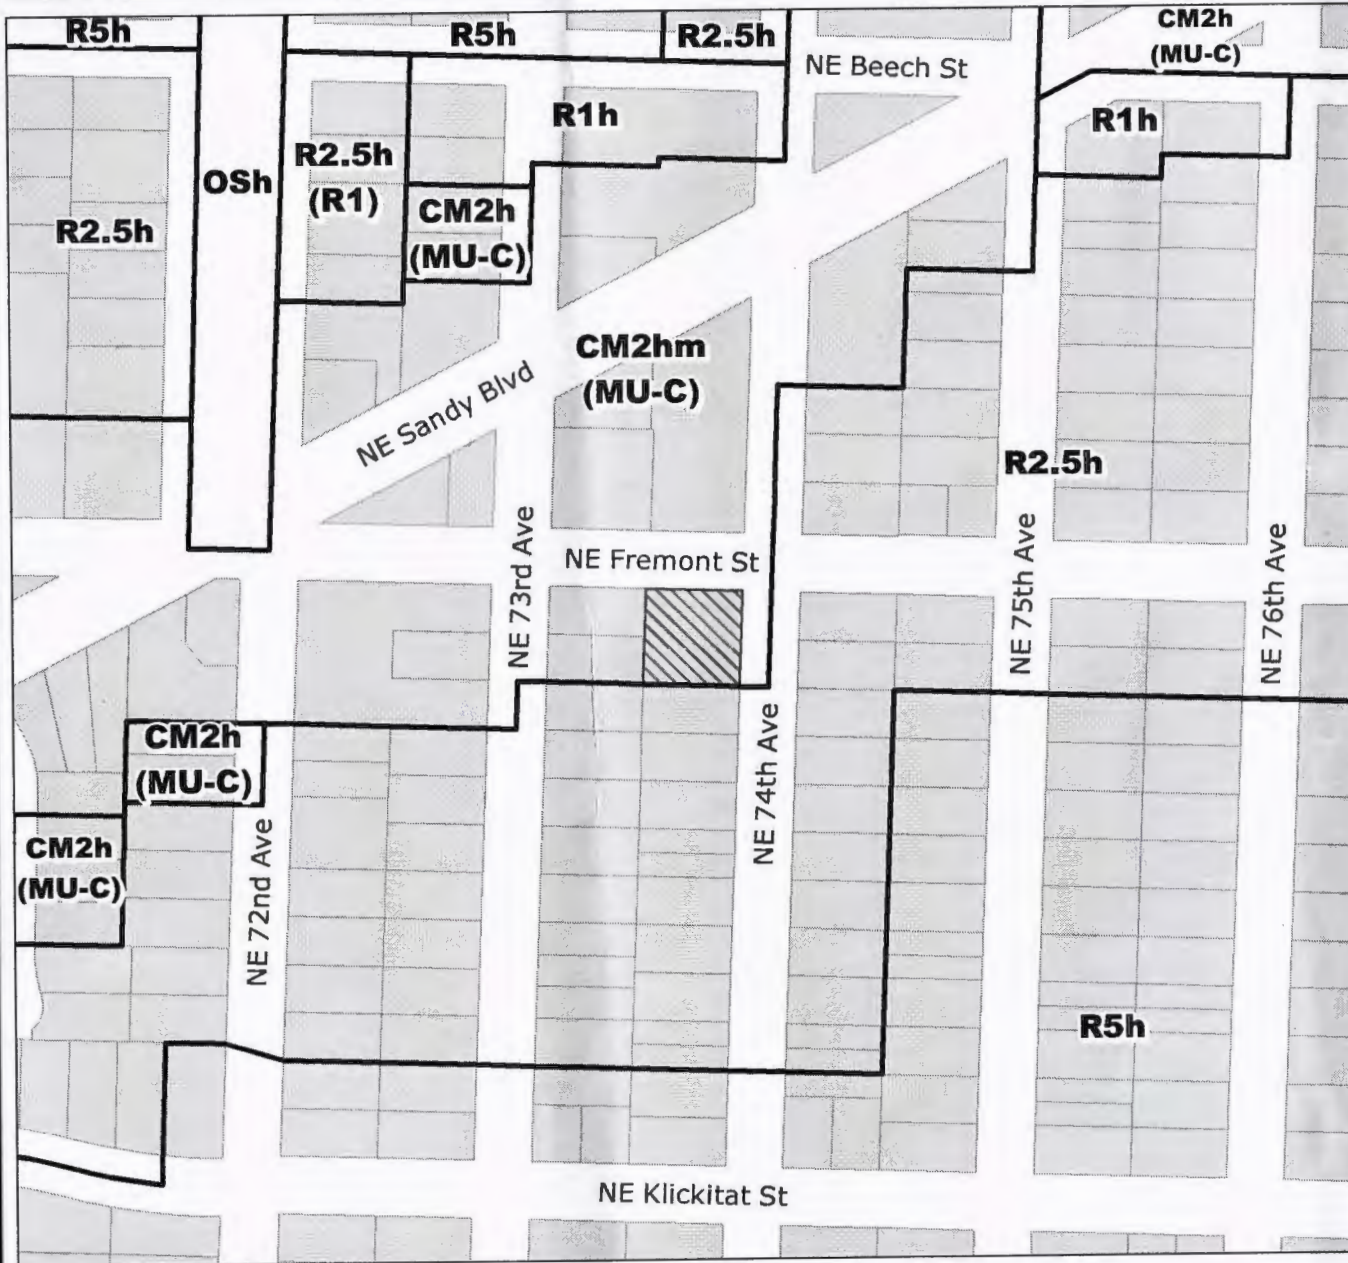 R5h
R5h
R2.5h
CM2h
(MU-C)
NE Beech St
R1h
R1h
R2.5h
(R1)
OSh
CM2h
(MU-C)
R2.5h
CM2hm
(MU-C)
NE Sandy Blvd
R2.5h
NE Fremont St
NE 73rd Ave
NE 75th Ave
NE 76th Ave
CM2h
(MU-C)
NE 74th Ave
CM2h
(MU-C)
NE 72nd Ave
R5h
NE Klickitat St